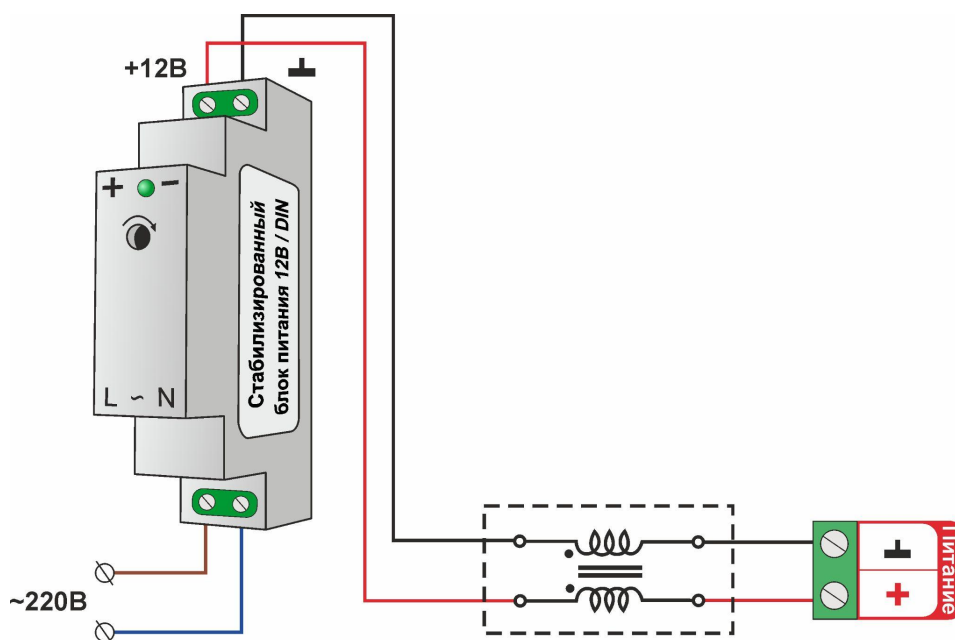 +12В
+ −
Стабилизированный
блок питания 12В / DIN
L ~ N
~220В
Питание
+